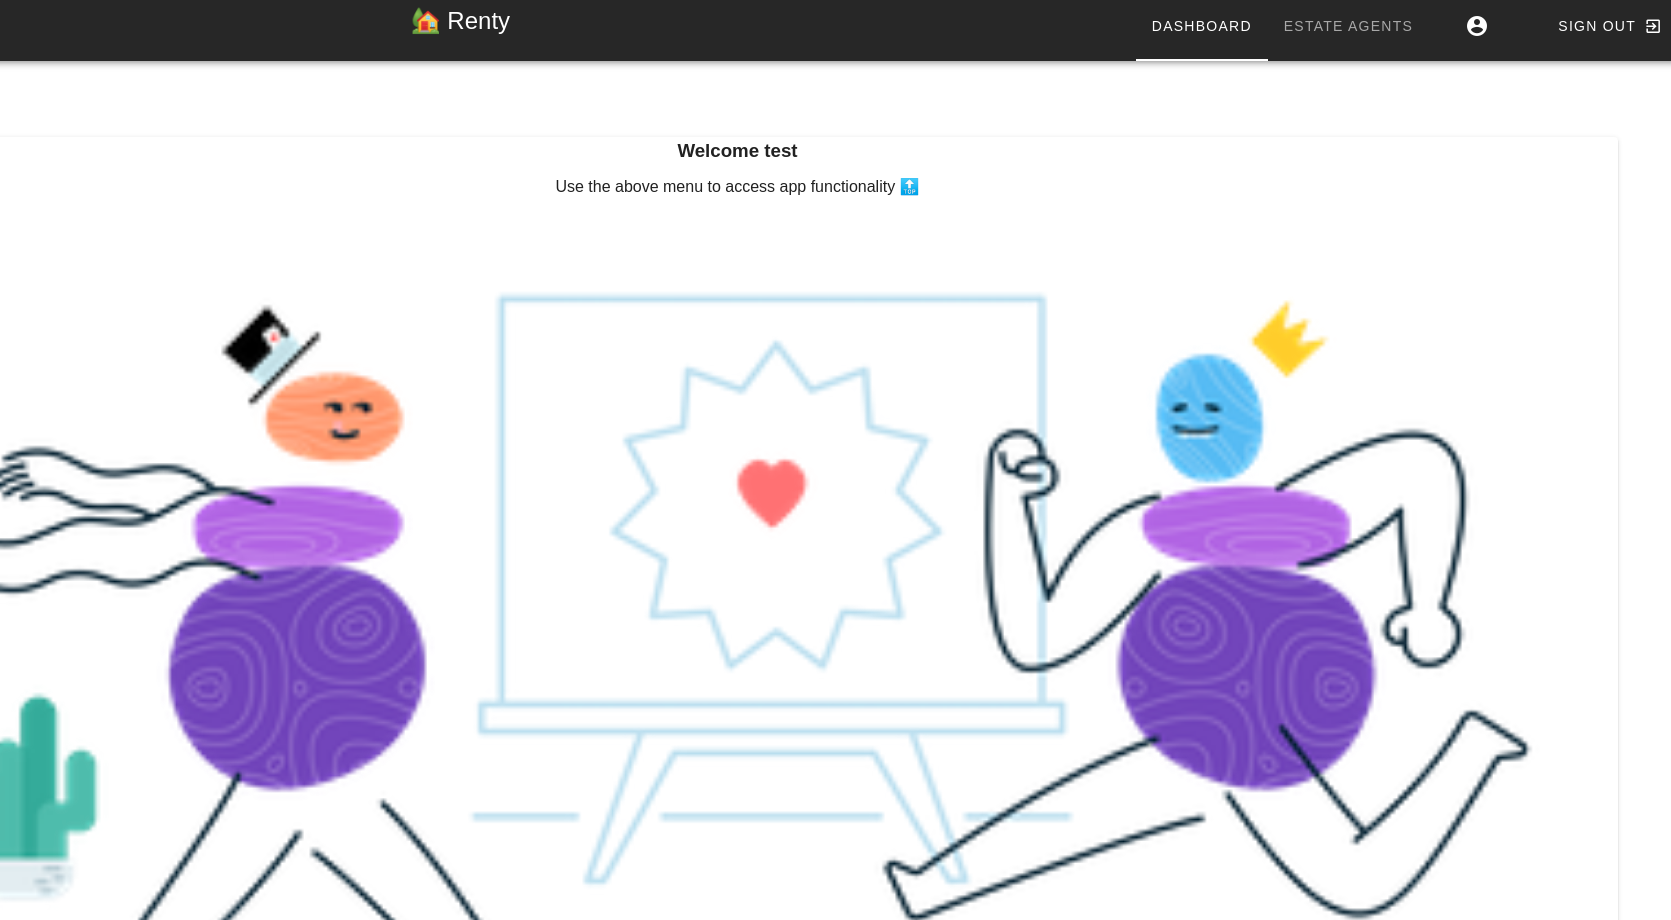 🏡 Renty
DASHBOARD
ESTATE AGENTS
SIGN OUT
Welcome test
Use the above menu to access app functionality 🔝